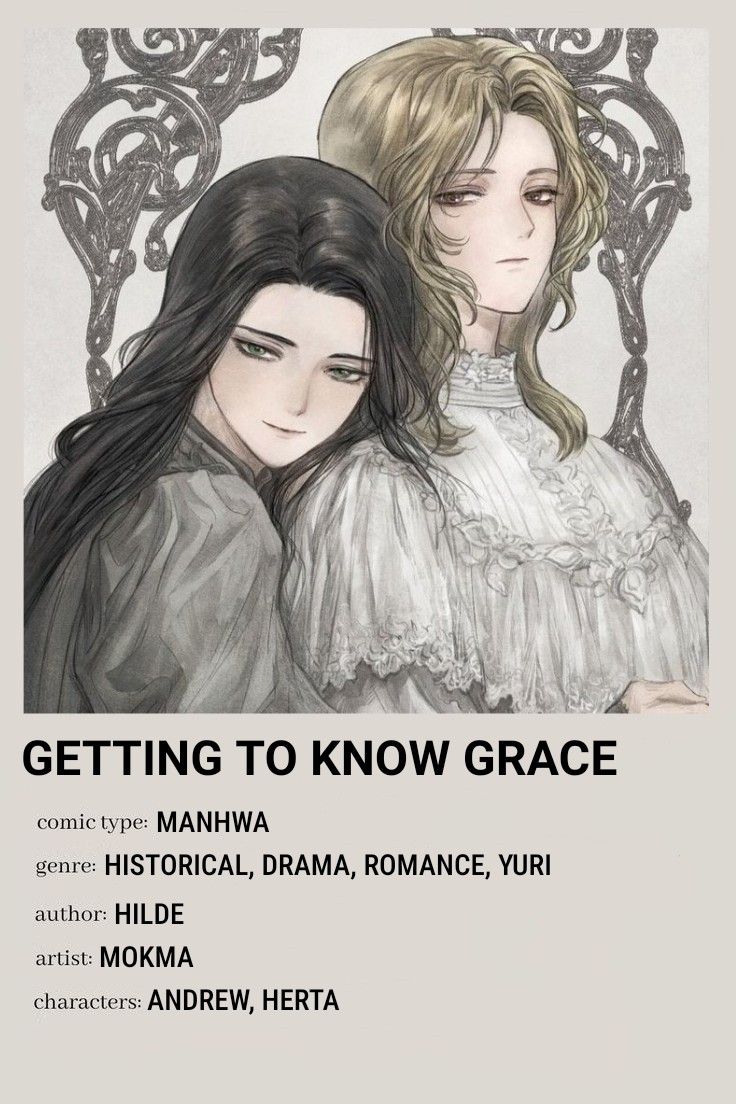 GETTING TO KNOW GRACE
comic type: MANHWA
genre: HISTORICAL, DRAMA, ROMANCE, YURI
author: HILDE
artist: MOKMA
characters: ANDREW, HERTA